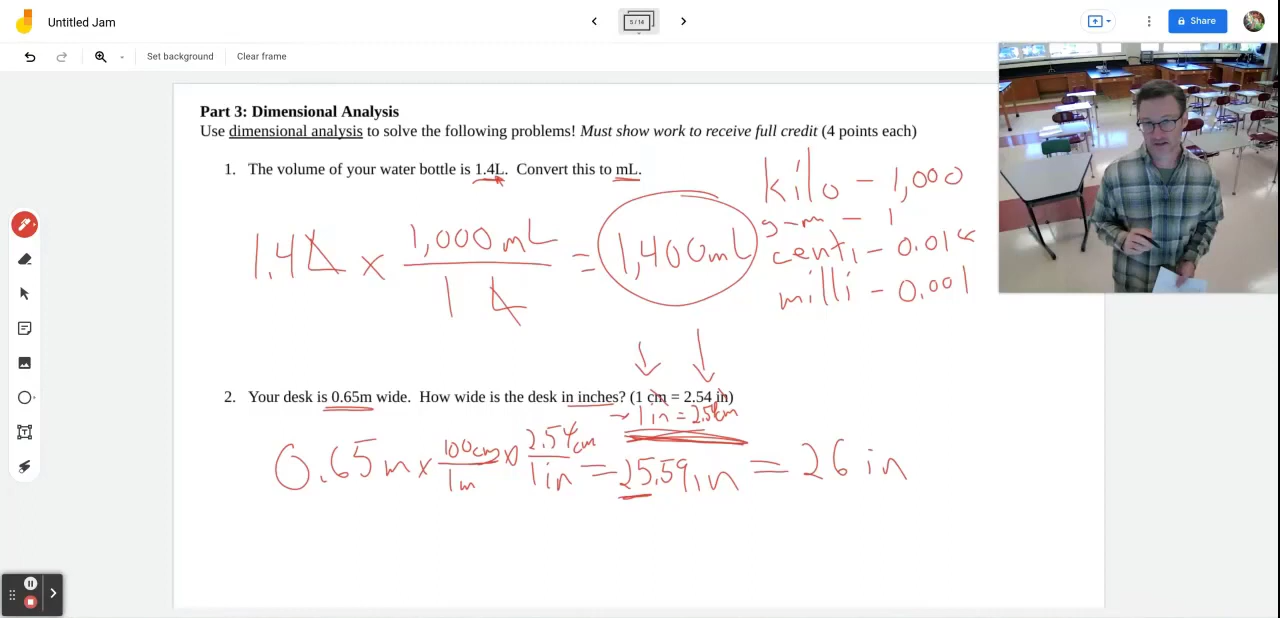 Untitled Jam
5 / 14
Share
Set background
Clear frame
Part 3: Dimensional Analysis
Use dimensional analysis to solve the following problems! Must show work to receive full credit (4 points each)
1. The volume of your water bottle is 1.4L. Convert this to mL.
kilo - 1,000
g-m - 1
centi - 0.01
milli - 0.001
1.4L x 1,000 mL / 1 L = 1,400mL
2. Your desk is 0.65m wide. How wide is the desk in inches? (1 cm = 2.54 in)
1in = 2.54cm
0.65m x 100cm / 1m x 2.54cm / 1in = 25.59in = 26 in